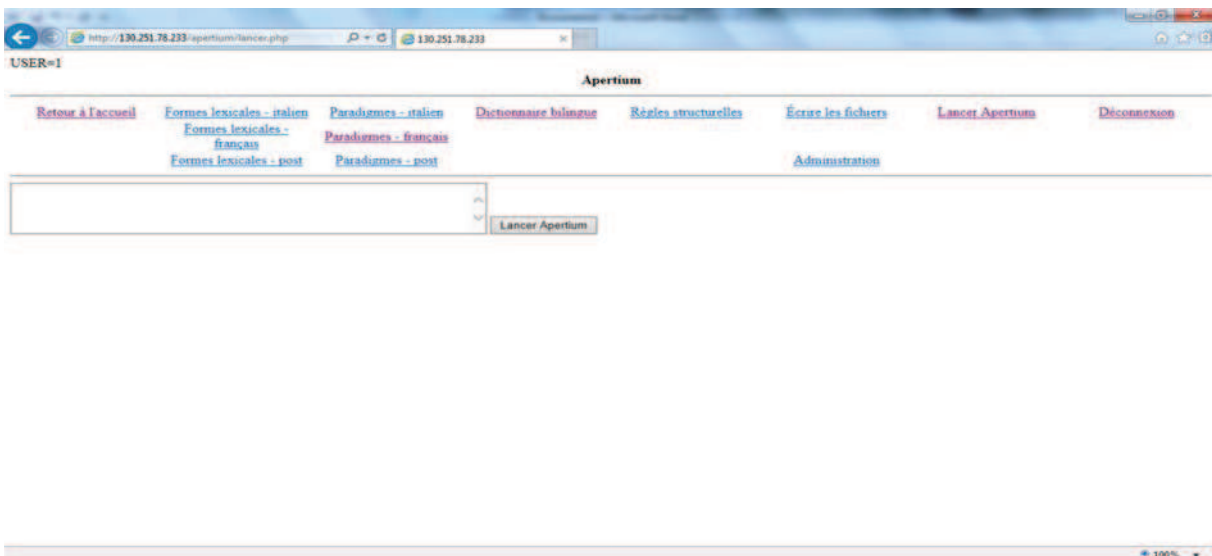 http://130.251.78.233/apertium/lancer.php
130.251.78.233
USER=1
Apertium
Retour à l'accueil Formes lexicales - italien Paradigmes - italien Dictionnaire bilingue Règles structurelles Écrire les fichiers Lancer Apertium Déconnexion
Formes lexicales - français Paradigmes - français
Formes lexicales - post Paradigmes - post Administration
Lancer Apertium
100%